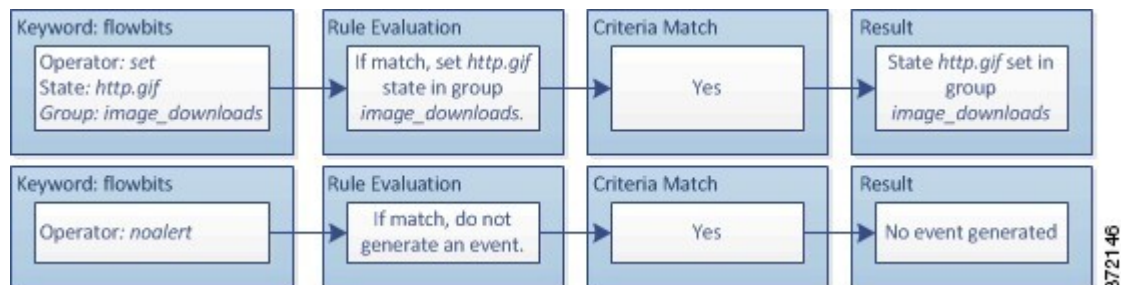 Keyword: flowbits
Operator: set
State: http.gif
Group: image_downloads
Rule Evaluation
If match, set http.gif
state in group
image_downloads.
Criteria Match
Yes
Result
State http.gif set in
group
image_downloads
Keyword: flowbits
Operator: noalert
Rule Evaluation
If match, do not
generate an event.
Criteria Match
Yes
Result
No event generated
372146